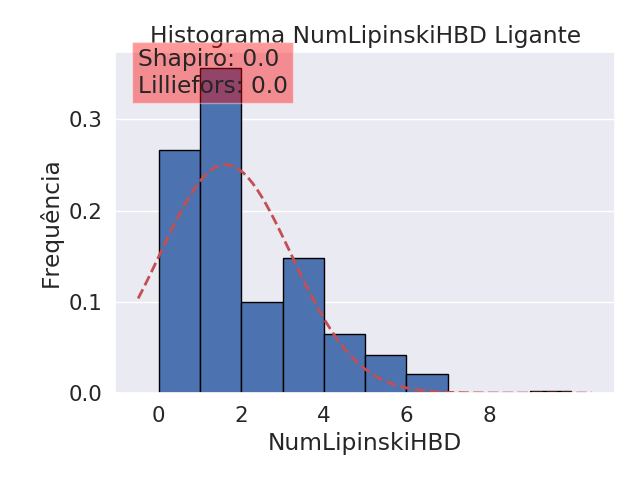 Histograma NumLipinskiHBD Ligante
Shapiro: 0.0
Lilliefors: 0.0
Frequência
0.3
0.2
0.1
0.0
0 2 4 6 8
NumLipinskiHBD